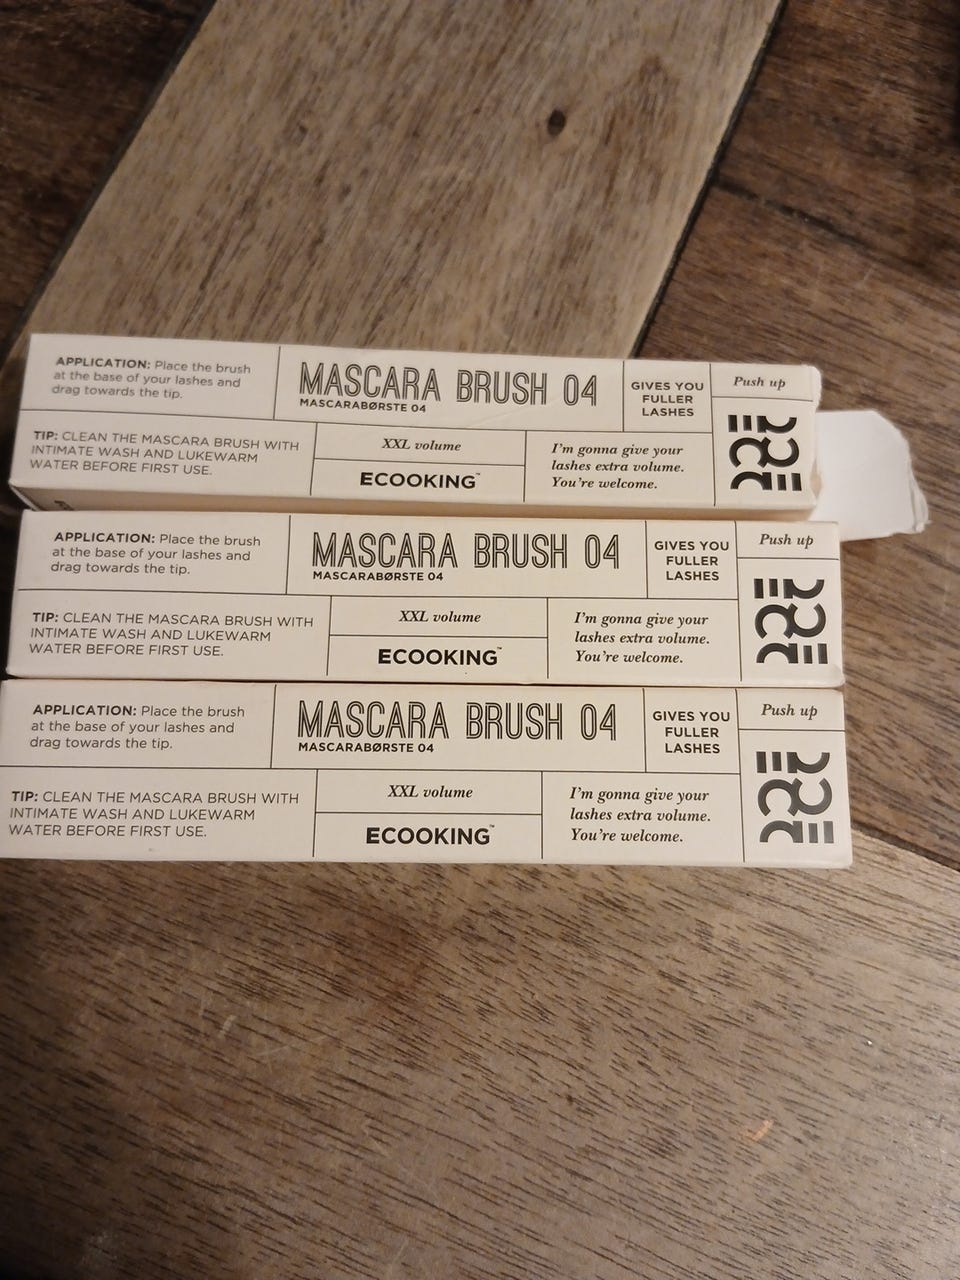 APPLICATION: Place the brush
at the base of your lashes and
drag towards the tip.
MASCARA BRUSH 04
MASCARABØRSTE 04
GIVES YOU
FULLER
LASHES
Push up
TIP: CLEAN THE MASCARA BRUSH WITH
INTIMATE WASH AND LUKEWARM
WATER BEFORE FIRST USE.
XXL volume
ECOOKING™
I'm gonna give your
lashes extra volume.
You're welcome.
APPLICATION: Place the brush
at the base of your lashes and
drag towards the tip.
MASCARA BRUSH 04
MASCARABØRSTE 04
GIVES YOU
FULLER
LASHES
Push up
TIP: CLEAN THE MASCARA BRUSH WITH
INTIMATE WASH AND LUKEWARM
WATER BEFORE FIRST USE.
XXL volume
ECOOKING™
I'm gonna give your
lashes extra volume.
You're welcome.
APPLICATION: Place the brush
at the base of your lashes and
drag towards the tip.
MASCARA BRUSH 04
MASCARABØRSTE 04
GIVES YOU
FULLER
LASHES
Push up
TIP: CLEAN THE MASCARA BRUSH WITH
INTIMATE WASH AND LUKEWARM
WATER BEFORE FIRST USE.
XXL volume
ECOOKING™
I'm gonna give your
lashes extra volume.
You're welcome.